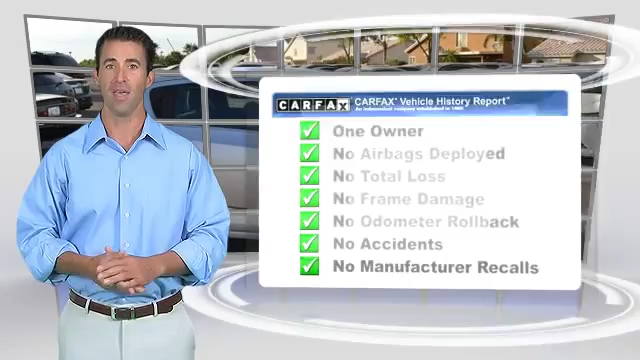 CARFAX CARFAX Vehicle History Report™
An independent company established in 1986
One Owner
No Airbags Deployed
No Total Loss
No Frame Damage
No Odometer Rollback
No Accidents
No Manufacturer Recalls